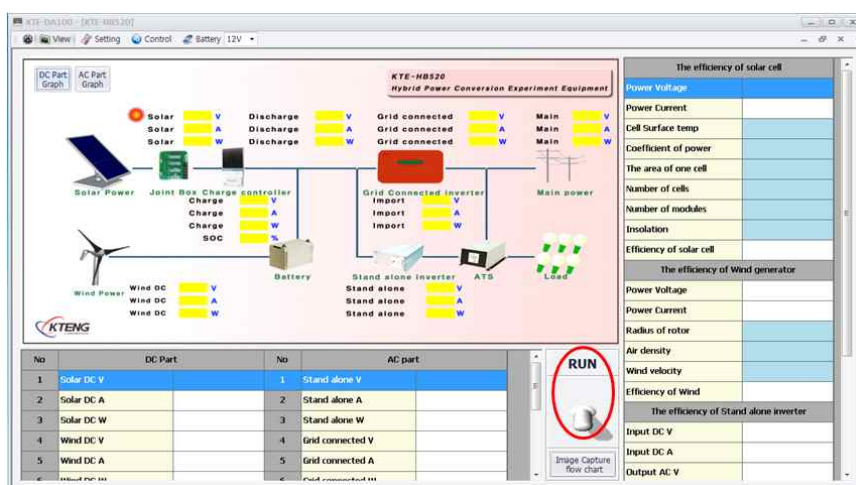 KTE-DA100 - [KTE-HB520]
View Setting Control Battery 12V
DC Part Graph AC Part Graph
KTE-HB520
Hybrid Power Conversion Experiment Equipment
Solar V Discharge V Grid connected V Main V
Solar A Discharge A Grid connected A Main A
Solar W Discharge W Grid connected W Main W
Solar Power Joint Box Charge controller Grid Connected inverter Main power
Charge V Import V
Charge A Import A
Charge W Import W
SOC %
Battery Stand alone inverter ATS Load
Wind Power
Wind DC V Stand alone V
Wind DC A Stand alone A
Wind DC W Stand alone W
KTENG
No DC Part No AC part
1 Solar DC V 1 Stand alone V
2 Solar DC A 2 Stand alone A
3 Solar DC W 3 Stand alone W
4 Wind DC V 4 Grid connected V
5 Wind DC A 5 Grid connected A
6 Wind DC W 6 Grid connected W
RUN
Image Capture
flow chart
The efficiency of solar cell
Power Voltage
Power Current
Cell Surface temp
Coefficient of power
The area of one cell
Number of cells
Number of modules
Insolation
Efficiency of solar cell
The efficiency of Wind generator
Power Voltage
Power Current
Radius of rotor
Air density
Wind velocity
Efficiency of Wind
The efficiency of Stand alone inverter
Input DC V
Input DC A
Output AC V